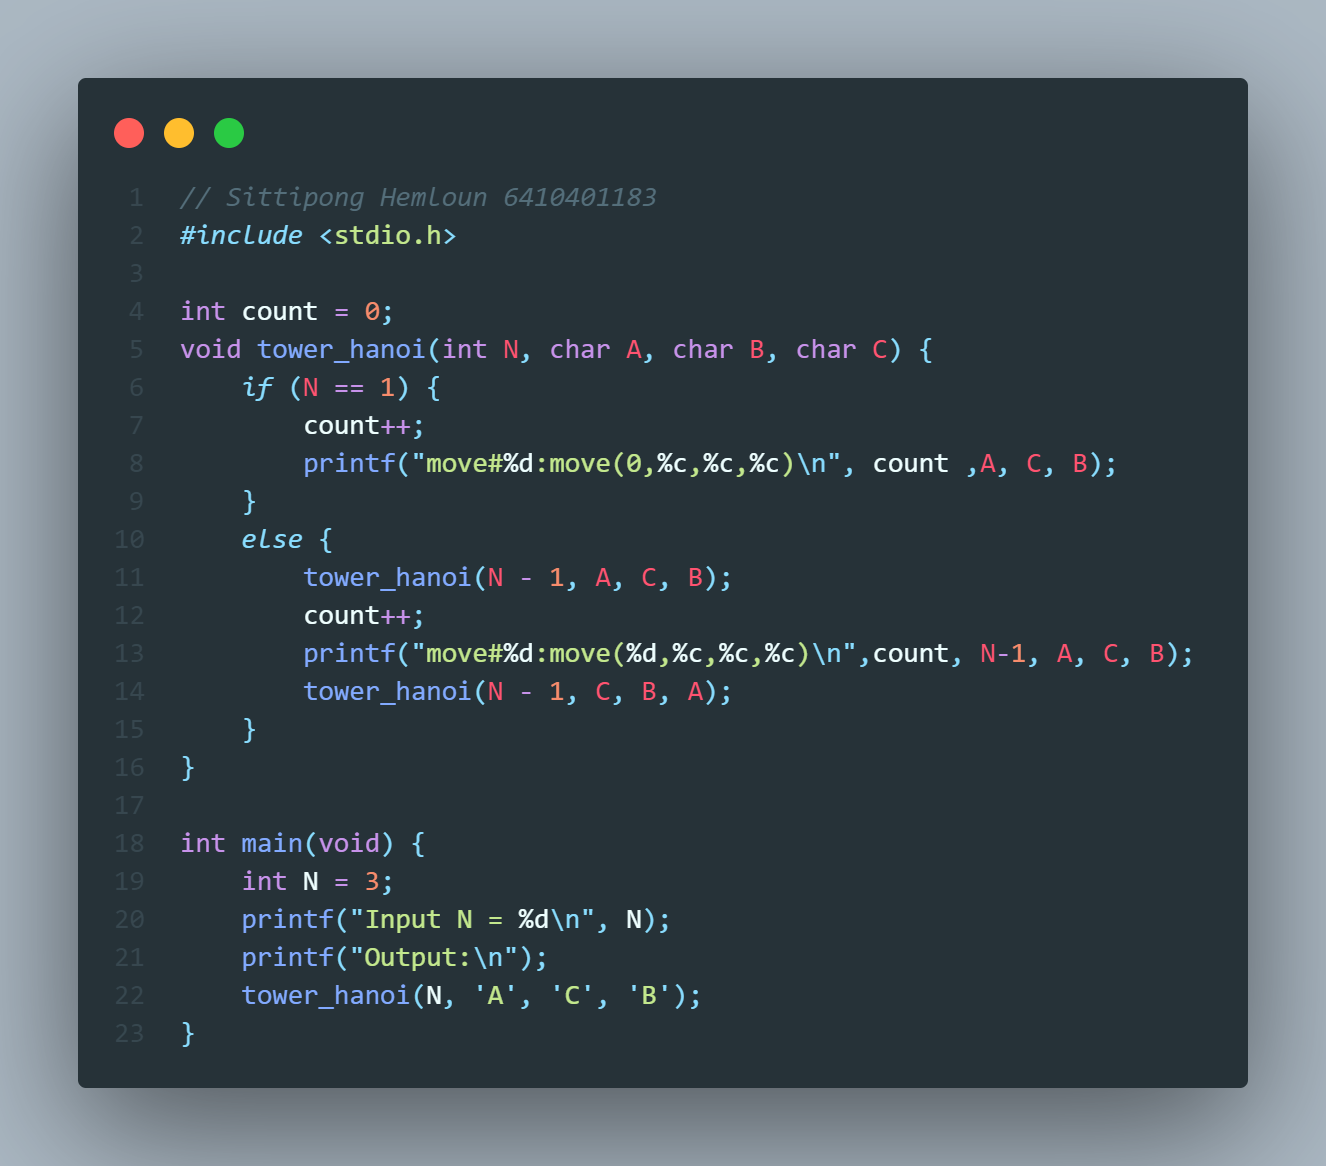 1 // Sittipong Hemloun 6410401183
2 #include <stdio.h>
3
4 int count = 0;
5 void tower_hanoi(int N, char A, char B, char C) {
6     if (N == 1) {
7         count++;
8         printf("move#%d:move(0,%c,%c,%c)\n", count ,A, C, B);
9     }
10     else {
11         tower_hanoi(N - 1, A, C, B);
12         count++;
13         printf("move#%d:move(%d,%c,%c,%c)\n",count, N-1, A, C, B);
14         tower_hanoi(N - 1, C, B, A);
15     }
16 }
17
18 int main(void) {
19     int N = 3;
20     printf("Input N = %d\n", N);
21     printf("Output:\n");
22     tower_hanoi(N, 'A', 'C', 'B');
23 }